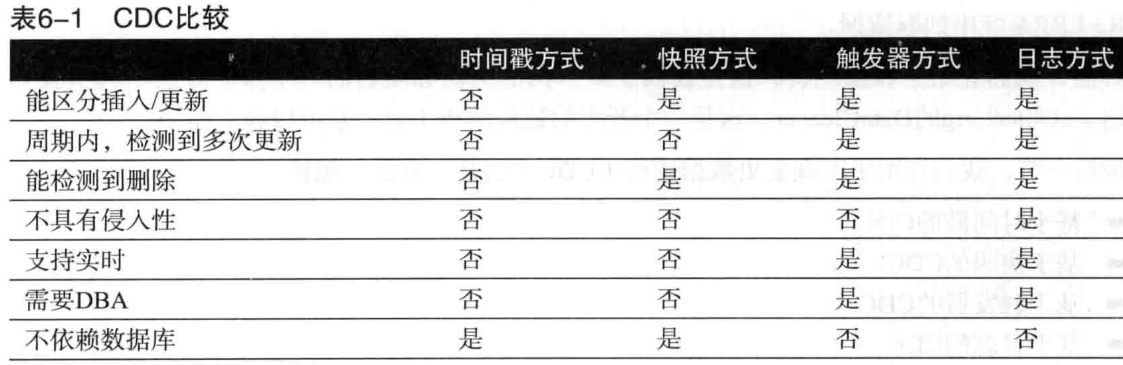 表6-1 CDC比较
时间戳方式 快照方式 触发器方式 日志方式
能区分插入/更新 否 是 是 是
周期内，检测到多次更新 否 否 是 是
能检测到删除 否 是 是 是
不具有侵入性 否 否 否 是
支持实时 否 否 是 是
需要DBA 否 否 是 是
不依赖数据库 是 是 否 否